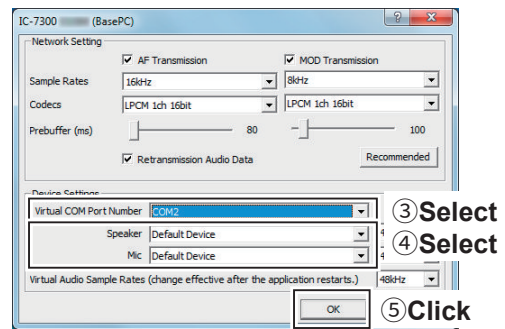 IC-7300 (BasePC)
Network Setting
AF Transmission
MOD Transmission
Sample Rates
16kHz
8kHz
Codecs
LPCM 1ch 16bit
LPCM 1ch 16bit
Prebuffer (ms)
80
100
Retransmission Audio Data
Recommended
Device Settings
Virtual COM Port Number
COM2
③Select
Speaker
Default Device
4
④Select
Mic
Default Device
4
Virtual Audio Sample Rates (change effective after the application restarts.)
48kHz
OK
⑤Click